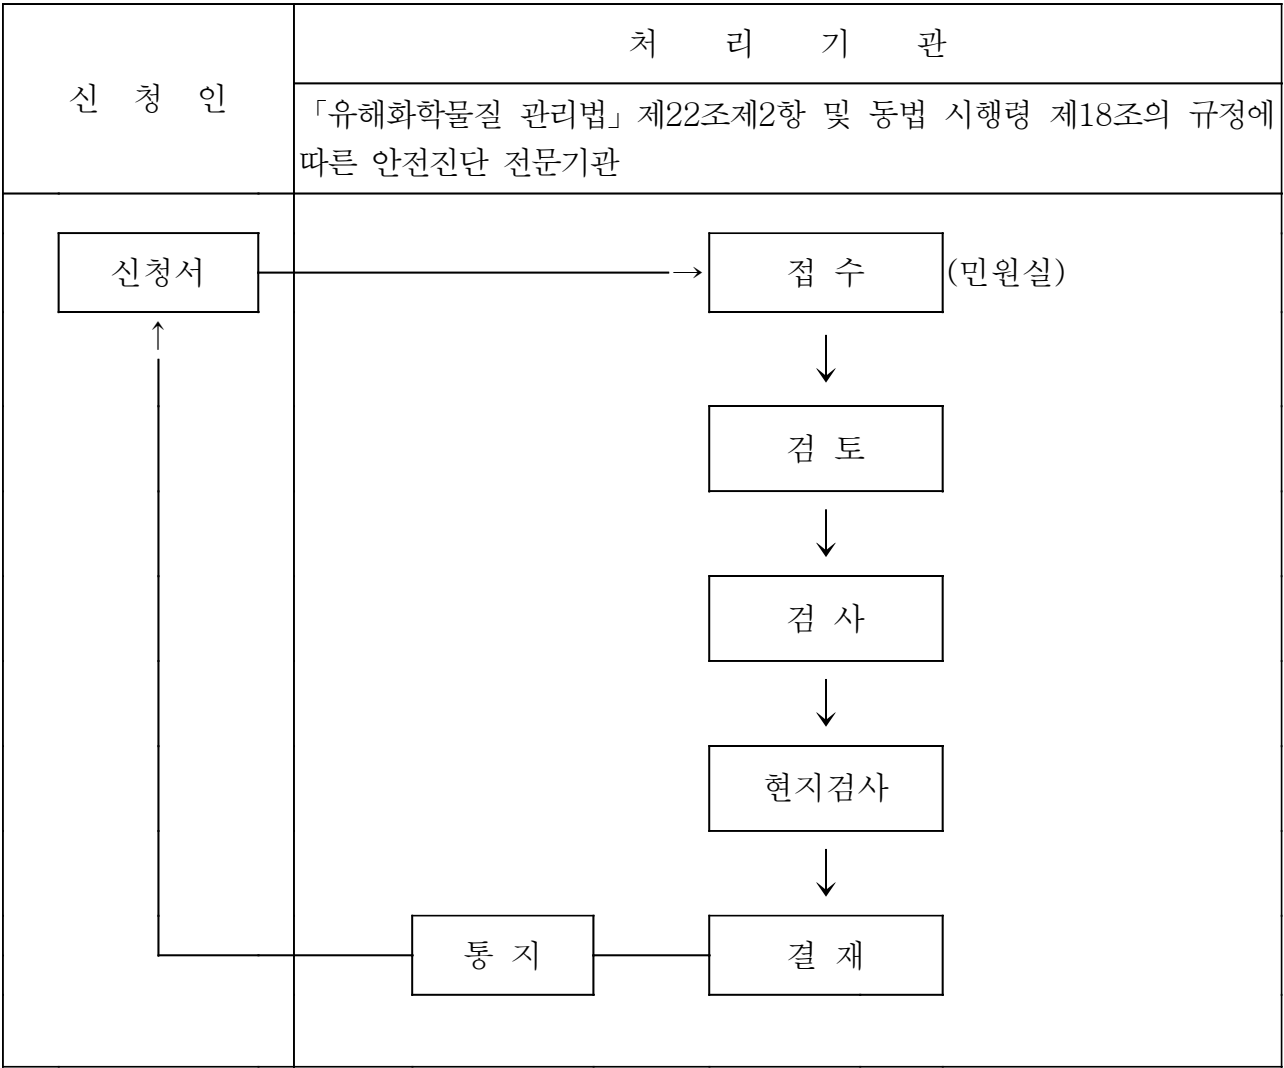 처 리 기 관
신 청 인
「유해화학물질 관리법」제22조제2항 및 동법 시행령 제18조의 규정에
따른 안전진단 전문기관
신청서 → 접 수 (민원실)
↑
↓
검 토
↓
검 사
↓
현지검사
↓
통 지 결 재